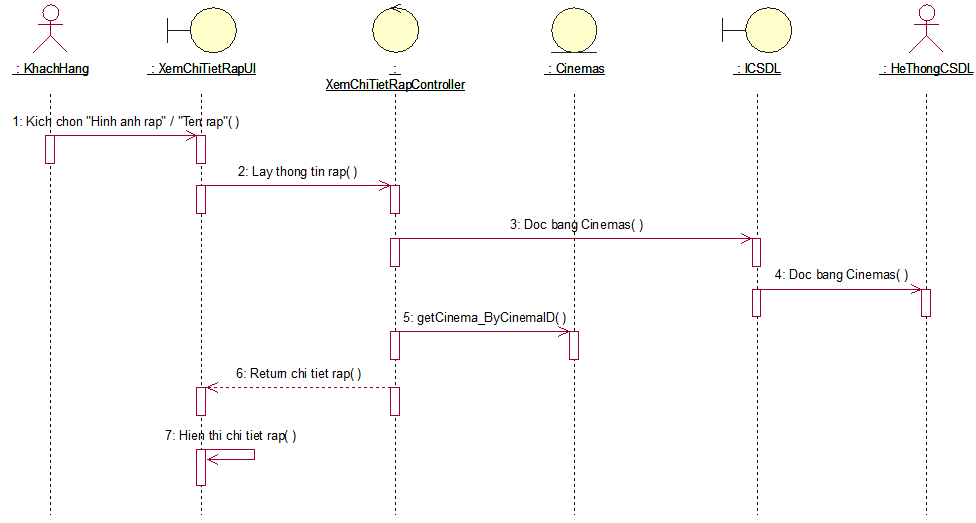 : KhachHang
: XemChiTietRapUI
:
XemChiTietRapController
: Cinemas
: ICSDL
: HeThongCSDL
1: Kich chon "Hinh anh rap" / "Ten rap"( )
2: Lay thong tin rap( )
3: Doc bang Cinemas( )
4: Doc bang Cinemas( )
5: getCinema_ByCinemaID( )
6: Return chi tiet rap( )
7: Hien thi chi tiet rap( )